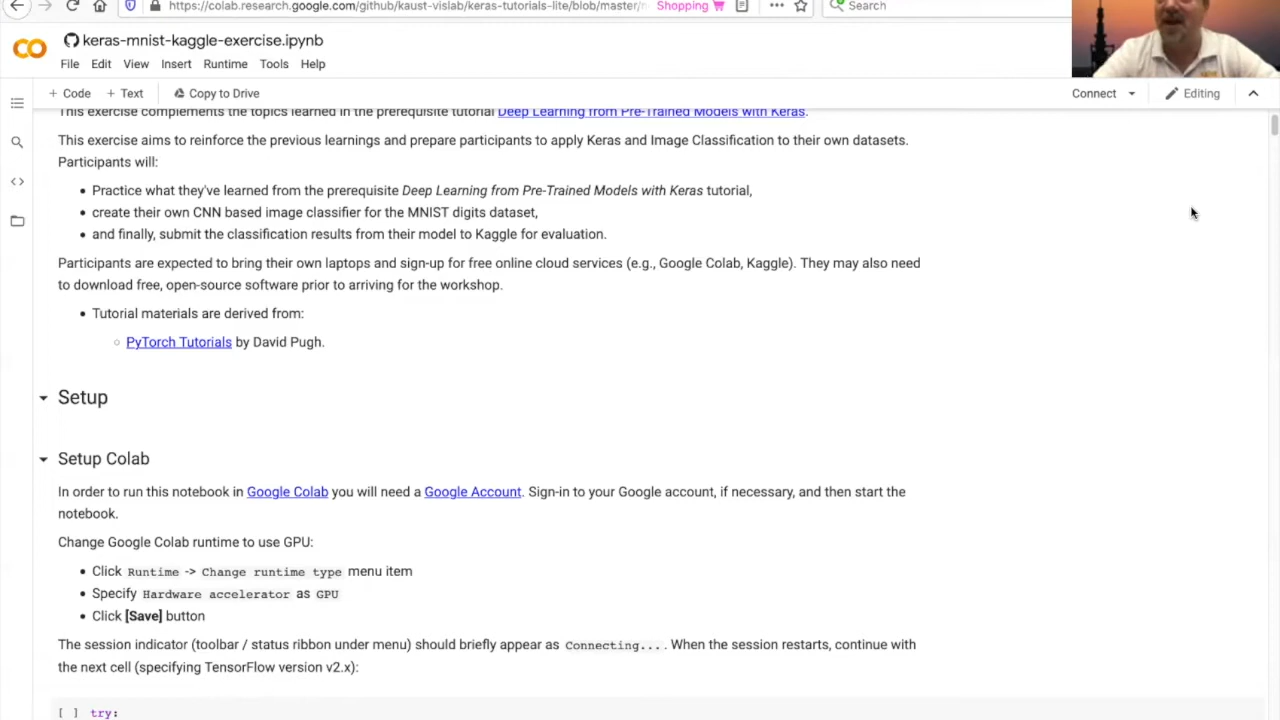 https://colab.research.google.com/github/kaust-vislab/keras-tutorials-lite/blob/master/ Shopping Search
keras-mnist-kaggle-exercise.ipynb
File Edit View Insert Runtime Tools Help
+ Code + Text Copy to Drive Connect Editing
This exercise complements the topics learned in the prerequisite tutorial Deep Learning from Pre-Trained Models with Keras.
This exercise aims to reinforce the previous learnings and prepare participants to apply Keras and Image Classification to their own datasets.
Participants will:
• Practice what they've learned from the prerequisite Deep Learning from Pre-Trained Models with Keras tutorial,
• create their own CNN based image classifier for the MNIST digits dataset,
• and finally, submit the classification results from their model to Kaggle for evaluation.
Participants are expected to bring their own laptops and sign-up for free online cloud services (e.g., Google Colab, Kaggle). They may also need
to download free, open-source software prior to arriving for the workshop.
• Tutorial materials are derived from:
○ PyTorch Tutorials by David Pugh.
Setup
Setup Colab
In order to run this notebook in Google Colab you will need a Google Account. Sign-in to your Google account, if necessary, and then start the
notebook.
Change Google Colab runtime to use GPU:
• Click Runtime -> Change runtime type menu item
• Specify Hardware accelerator as GPU
• Click [Save] button
The session indicator (toolbar / status ribbon under menu) should briefly appear as Connecting.... When the session restarts, continue with
the next cell (specifying TensorFlow version v2.x):
[ ] try: